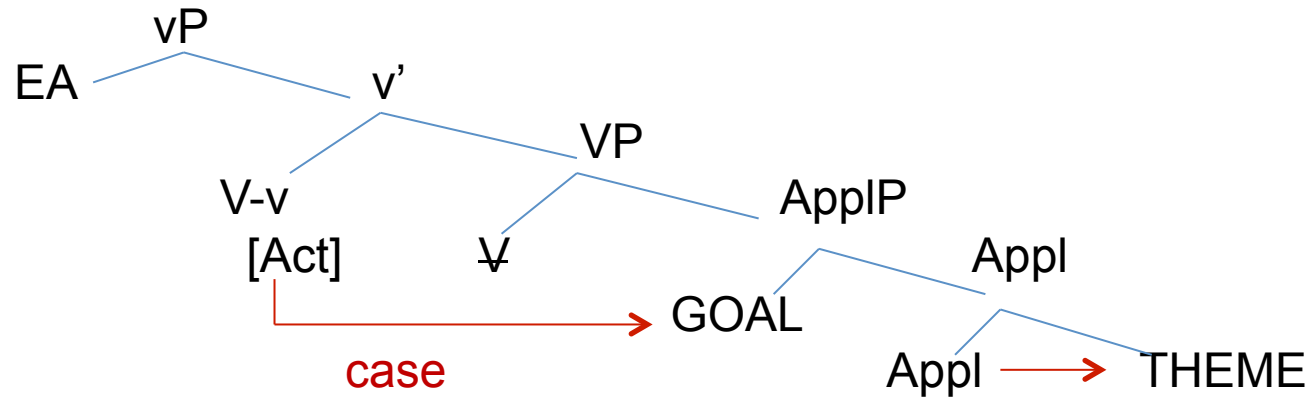 vP
EA
v’
VP
V-v
ApplP
[Act]
V
Appl
GOAL
case
Appl
THEME